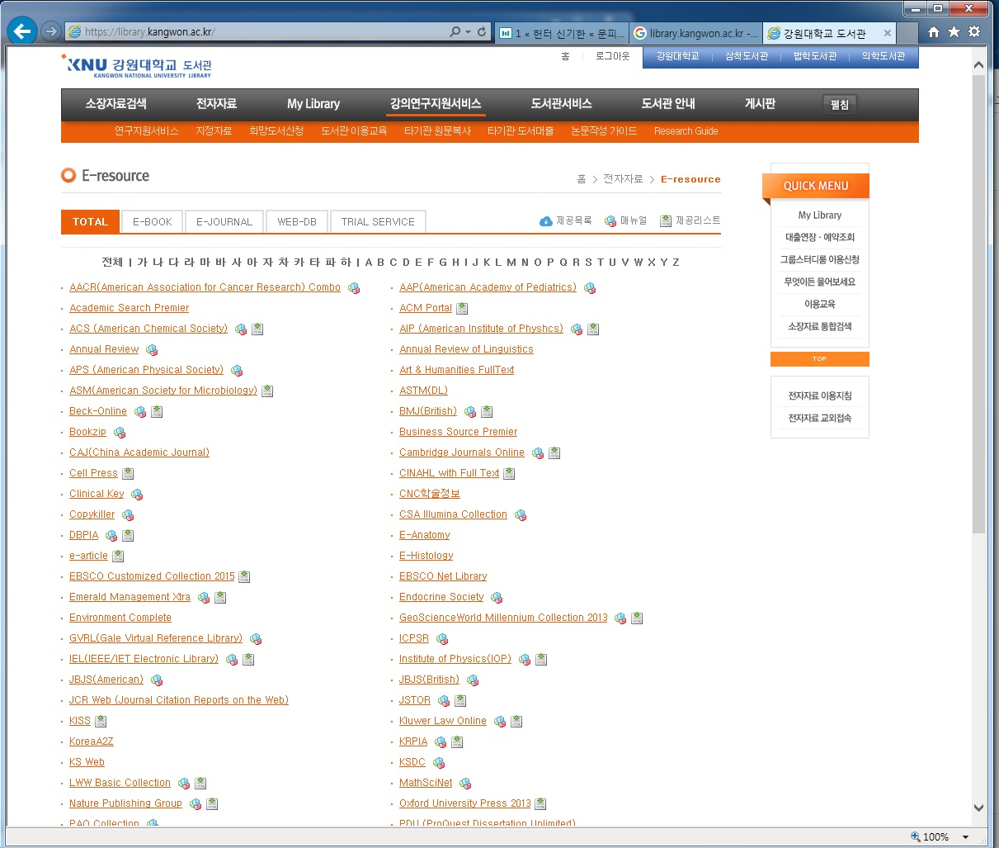 https://library.kangwon.ac.kr/
1 « 헌터 신기한 « 문피...
library.kangwon.ac.kr -...
강원대학교 도서관
KNU 강원대학교 도서관
KANGWON NATIONAL UNIVERSITY LIBRARY
홈 로그아웃 강원대학교 삼척도서관 법학도서관 의학도서관
소장자료검색 전자자료 My Library 강의연구지원서비스 도서관서비스 도서관 안내 게시판 펼침
연구지원서비스 지정자료 희망도서신청 도서관 이용교육 타기관 원문복사 타기관 도서대출 논문작성 가이드 Research Guide
E-resource
홈 > 전자자료 > E-resource
TOTAL E-BOOK E-JOURNAL WEB-DB TRIAL SERVICE 제공목록 매뉴얼 제공리스트
전체 | 가 나 다 라 마 바 사 아 자 차 카 타 파 하 | A B C D E F G H I J K L M N O P Q R S T U V W X Y Z
AACR(American Association for Cancer Research) Combo
AAP(American Academy of Pediatrics)
Academic Search Premier
ACM Portal
ACS (American Chemical Society)
AIP (American Institute of Physhcs)
Annual Review
Annual Review of Linguistics
APS (American Physical Society)
Art & Humanities FullText
ASM(American Society for Microbiology)
ASTM(DL)
Beck-Online
BMJ(British)
Bookzip
Business Source Premier
CAJ(China Academic Journal)
Cambridge Journals Online
Cell Press
CINAHL with Full Text
Clinical Key
CNC학술정보
Copykiller
CSA Illumina Collection
DBPIA
E-Anatomy
e-article
E-Histology
EBSCO Customized Collection 2015
EBSCO Net Library
Emerald Management Xtra
Endocrine Society
Environment Complete
GeoScienceWorld Millennium Collection 2013
GVRL(Gale Virtual Reference Library)
ICPSR
IEL(IEEE/IET Electronic Library)
Institute of Physics(IOP)
JBJS(American)
JBJS(British)
JCR Web (Journal Citation Reports on the Web)
JSTOR
KISS
Kluwer Law Online
KoreaA2Z
KRPIA
KS Web
KSDC
LWW Basic Collection
MathSciNet
Nature Publishing Group
Oxford University Press 2013
PAO Collection
PDU (ProQuest Dissertation Unlimited)
QUICK MENU
My Library
대출연장 · 예약조회
그룹스터디룸 이용신청
무엇이든 물어보세요
이용교육
소장자료 통합검색
TOP
전자자료 이용지침
전자자료 교외접속
100%